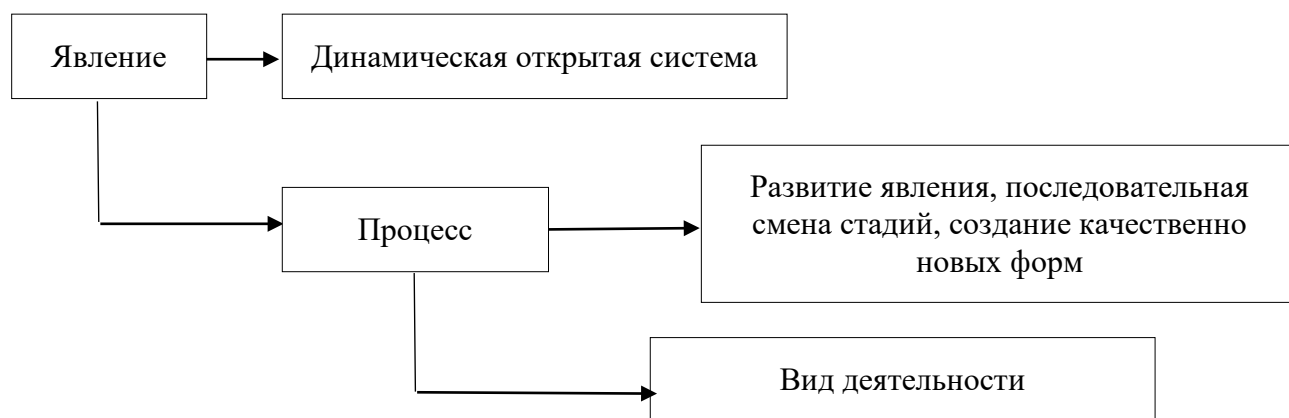 Явление
Динамическая открытая система
Развитие явления, последовательная
смена стадий, создание качественно
новых форм
Процесс
Вид деятельности